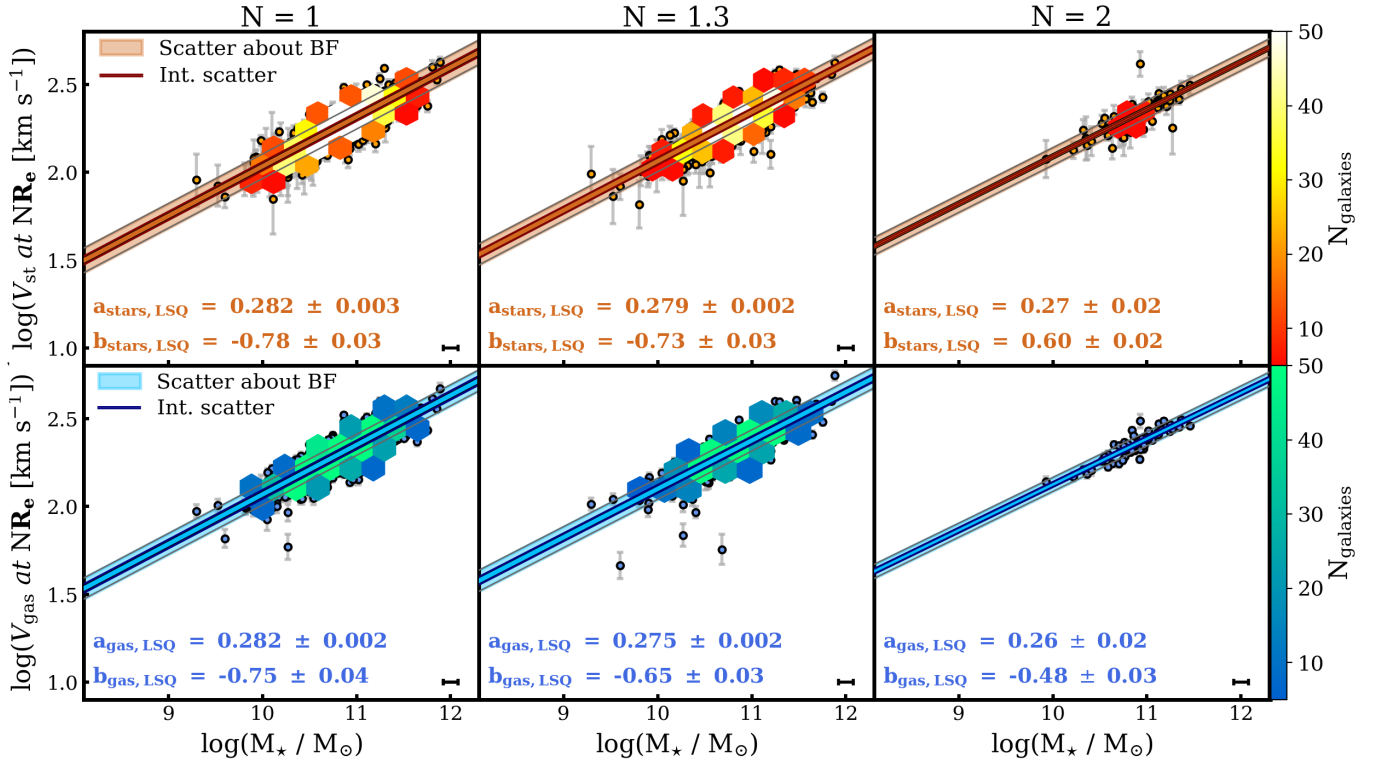 N = 1
N = 1.3
N = 2
Scatter about BF
Int. scatter
log(V_st at NR_e [km s^−1])
2.5
2.0
1.5
1.0
a_stars, LSQ = 0.282 ± 0.003
b_stars, LSQ = -0.78 ± 0.03
a_stars, LSQ = 0.279 ± 0.002
b_stars, LSQ = -0.73 ± 0.03
a_stars, LSQ = 0.27 ± 0.02
b_stars, LSQ = 0.60 ± 0.02
50
40
30
20
10
N_galaxies
Scatter about BF
Int. scatter
log(V_gas at NR_e [km s^−1])
2.5
2.0
1.5
1.0
a_gas, LSQ = 0.282 ± 0.002
b_gas, LSQ = -0.75 ± 0.04
a_gas, LSQ = 0.275 ± 0.002
b_gas, LSQ = -0.65 ± 0.03
a_gas, LSQ = 0.26 ± 0.02
b_gas, LSQ = -0.48 ± 0.03
50
40
30
20
10
N_galaxies
9 10 11 12
9 10 11 12
9 10 11 12
log(M_⋆ / M_⊙)
log(M_⋆ / M_⊙)
log(M_⋆ / M_⊙)